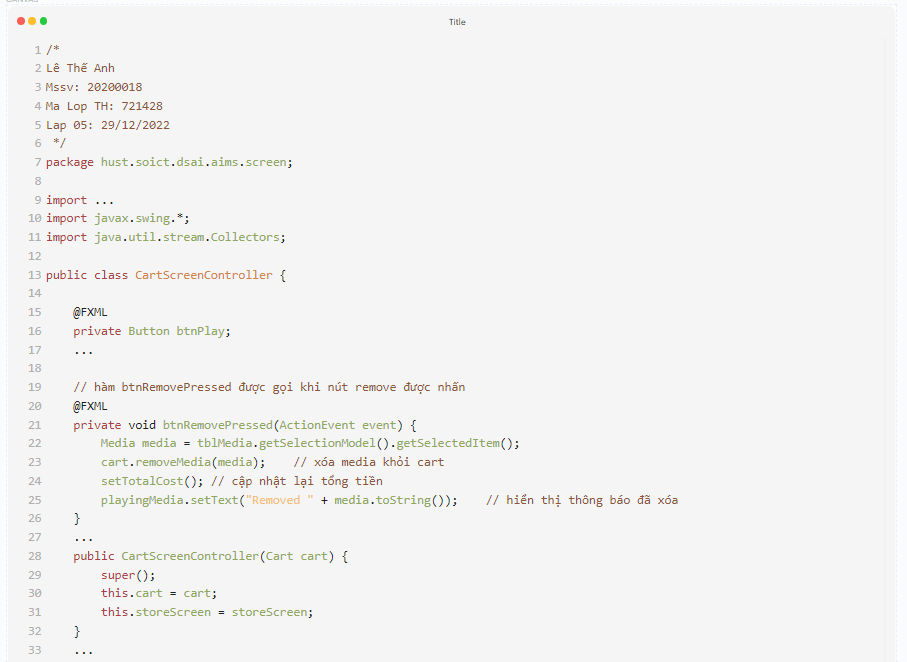 CANVAS
Title
1 /*
2 Lê Thế Anh
3 Mssv: 20200018
4 Ma Lop TH: 721428
5 Lap 05: 29/12/2022
6  */
7 package hust.soict.dsai.aims.screen;
8
9 import ...
10 import javax.swing.*;
11 import java.util.stream.Collectors;
12
13 public class CartScreenController {
14
15     @FXML
16     private Button btnPlay;
17     ...
18
19     // hàm btnRemovePressed được gọi khi nút remove được nhấn
20     @FXML
21     private void btnRemovePressed(ActionEvent event) {
22         Media media = tblMedia.getSelectionModel().getSelectedItem();
23         cart.removeMedia(media);    // xóa media khỏi cart
24         setTotalCost(); // cập nhật lại tổng tiền
25         playingMedia.setText("Removed " + media.toString());    // hiển thị thông báo đã xóa
26     }
27     ...
28     public CartScreenController(Cart cart) {
29         super();
30         this.cart = cart;
31         this.storeScreen = storeScreen;
32     }
33     ...